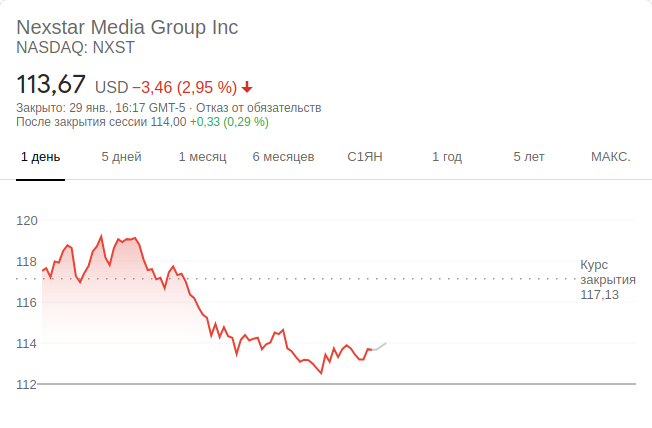 Nexstar Media Group Inc
NASDAQ: NXST
113,67 USD −3,46 (2,95 %)
Закрыто: 29 янв., 16:17 GMT-5 · Отказ от обязательств
После закрытия сессии 114,00 +0,33 (0,29 %)
1 день 5 дней 1 месяц 6 месяцев С1ЯН 1 год 5 лет МАКС.
120
118
Курс
закрытия
117,13
116
114
112